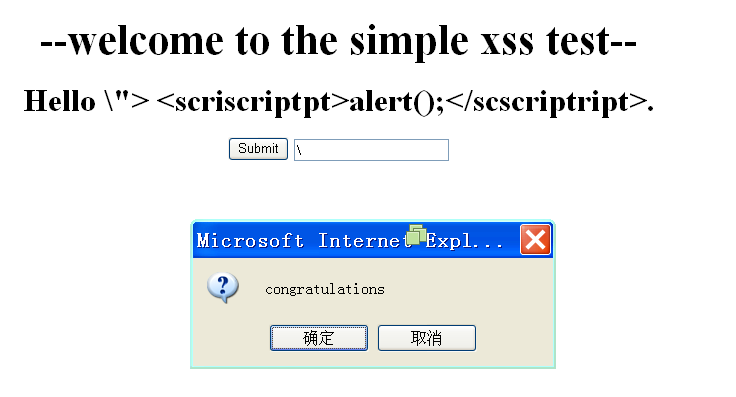 --welcome to the simple xss test--
Hello \"> <scriscriptpt>alert();</scscriptript>.
Submit \
Microsoft Internet Expl...
congratulations
确定 取消